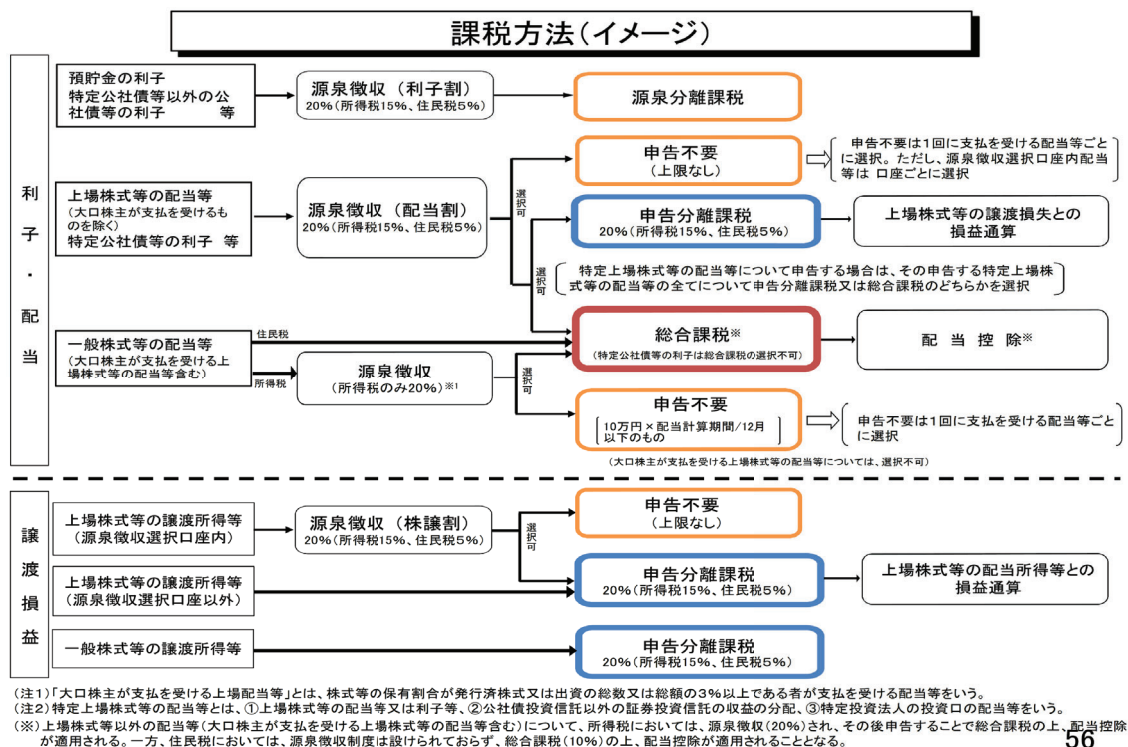 課税方法(イメージ)
利子・配当
預貯金の利子
特定公社債等以外の公
社債等の利子　　　等
源泉徴収（利子割）
20%(所得税15%、住民税5%)
源泉分離課税
上場株式等の配当等
(大口株主が支払を受けるも
のを除く)
特定公社債等の利子 等
源泉徴収（配当割）
20%(所得税15%、住民税5%)
選択可
申告不要
(上限なし)
申告不要は1回に支払を受ける配当等ごと
に選択。ただし、源泉徴収選択口座内配当
等は 口座ごとに選択
申告分離課税
20%(所得税15%、住民税5%)
上場株式等の譲渡損失との
損益通算
選択可
特定上場株式等の配当等について申告する場合は、その申告する特定上場株
式等の配当等の全てについて申告分離課税又は総合課税のどちらかを選択
一般株式等の配当等
(大口株主が支払を受ける上
場株式等の配当等含む)
住民税
所得税
源泉徴収
(所得税のみ20%)※1
選択可
総合課税※
(特定公社債等の利子は総合課税の選択不可)
配 当 控 除※
申告不要
10万円×配当計算期間/12月
以下のもの
申告不要は1回に支払を受ける配当等ごと
に選択
(大口株主が支払を受ける上場株式等の配当等については、選択不可)
譲渡損益
上場株式等の譲渡所得等
(源泉徴収選択口座内)
源泉徴収（株譲割）
20%(所得税15%、住民税5%)
選択可
申告不要
(上限なし)
上場株式等の譲渡所得等
(源泉徴収選択口座以外)
申告分離課税
20%(所得税15%、住民税5%)
上場株式等の配当所得等との
損益通算
一般株式等の譲渡所得等
申告分離課税
20%(所得税15%、住民税5%)
(注1)「大口株主が支払を受ける上場配当等」とは、株式等の保有割合が発行済株式又は出資の総数又は総額の3%以上である者が支払を受ける配当等をいう。
(注2) 特定上場株式等の配当等とは、①上場株式等の配当等又は利子等、②公社債投資信託以外の証券投資信託の収益の分配、③特定投資法人の投資口の配当等をいう。
(※) 上場株式等以外の配当等(大口株主が支払を受ける上場株式等の配当等含む)について、所得税においては、源泉徴収(20%)され、その後申告することで総合課税の上、配当控除
が適用される。一方、住民税においては、源泉徴収制度は設けられておらず、総合課税(10%)の上、配当控除が適用されることとなる。
56